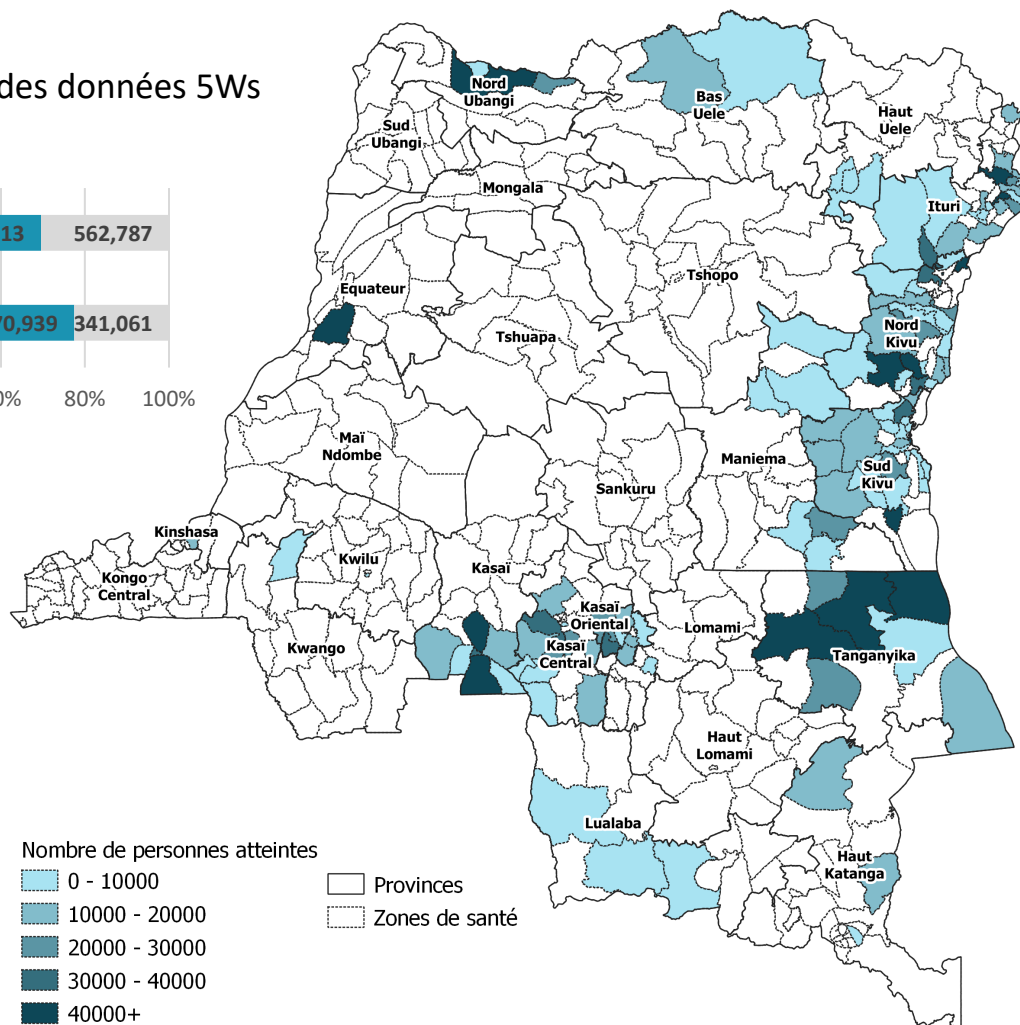 des données 5Ws
13
562,787
70,939
341,061
0%
80%
100%
Nord
Ubangi
Sud
Ubangi
Bas
Uele
Haut
Uele
Mongala
Ituri
Tshopo
Equateur
Tshuapa
Nord
Kivu
Maï
Ndombe
Maniema
Sankuru
Sud
Kivu
Kinshasa
Kongo
Central
Kwilu
Kasaï
Kasaï
Oriental
Kasaï
Central
Lomami
Kwango
Tanganyika
Haut
Lomami
Lualaba
Haut
Katanga
Nombre de personnes atteintes
0 - 10000
10000 - 20000
20000 - 30000
30000 - 40000
40000+
Provinces
Zones de santé